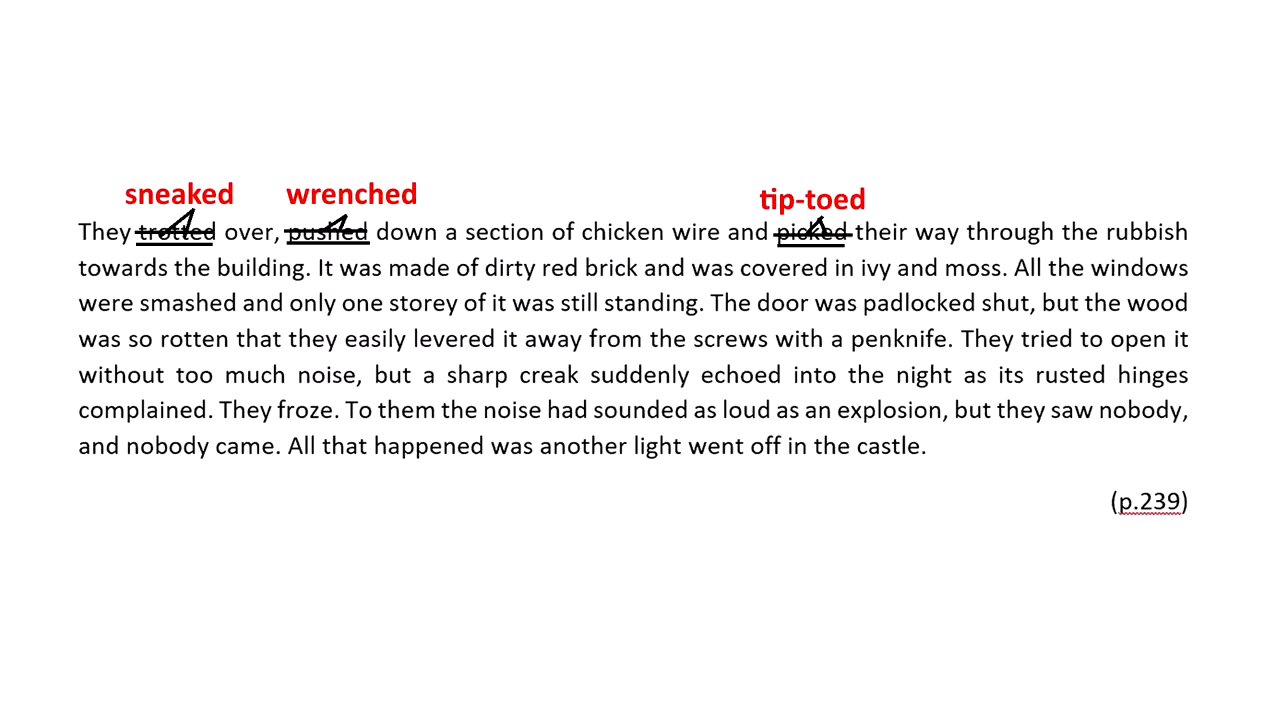 sneaked wrenched tip-toed
They trotted over, pushed down a section of chicken wire and picked their way through the rubbish
towards the building. It was made of dirty red brick and was covered in ivy and moss. All the windows
were smashed and only one storey of it was still standing. The door was padlocked shut, but the wood
was so rotten that they easily levered it away from the screws with a penknife. They tried to open it
without too much noise, but a sharp creak suddenly echoed into the night as its rusted hinges
complained. They froze. To them the noise had sounded as loud as an explosion, but they saw nobody,
and nobody came. All that happened was another light went off in the castle.
(p.239)